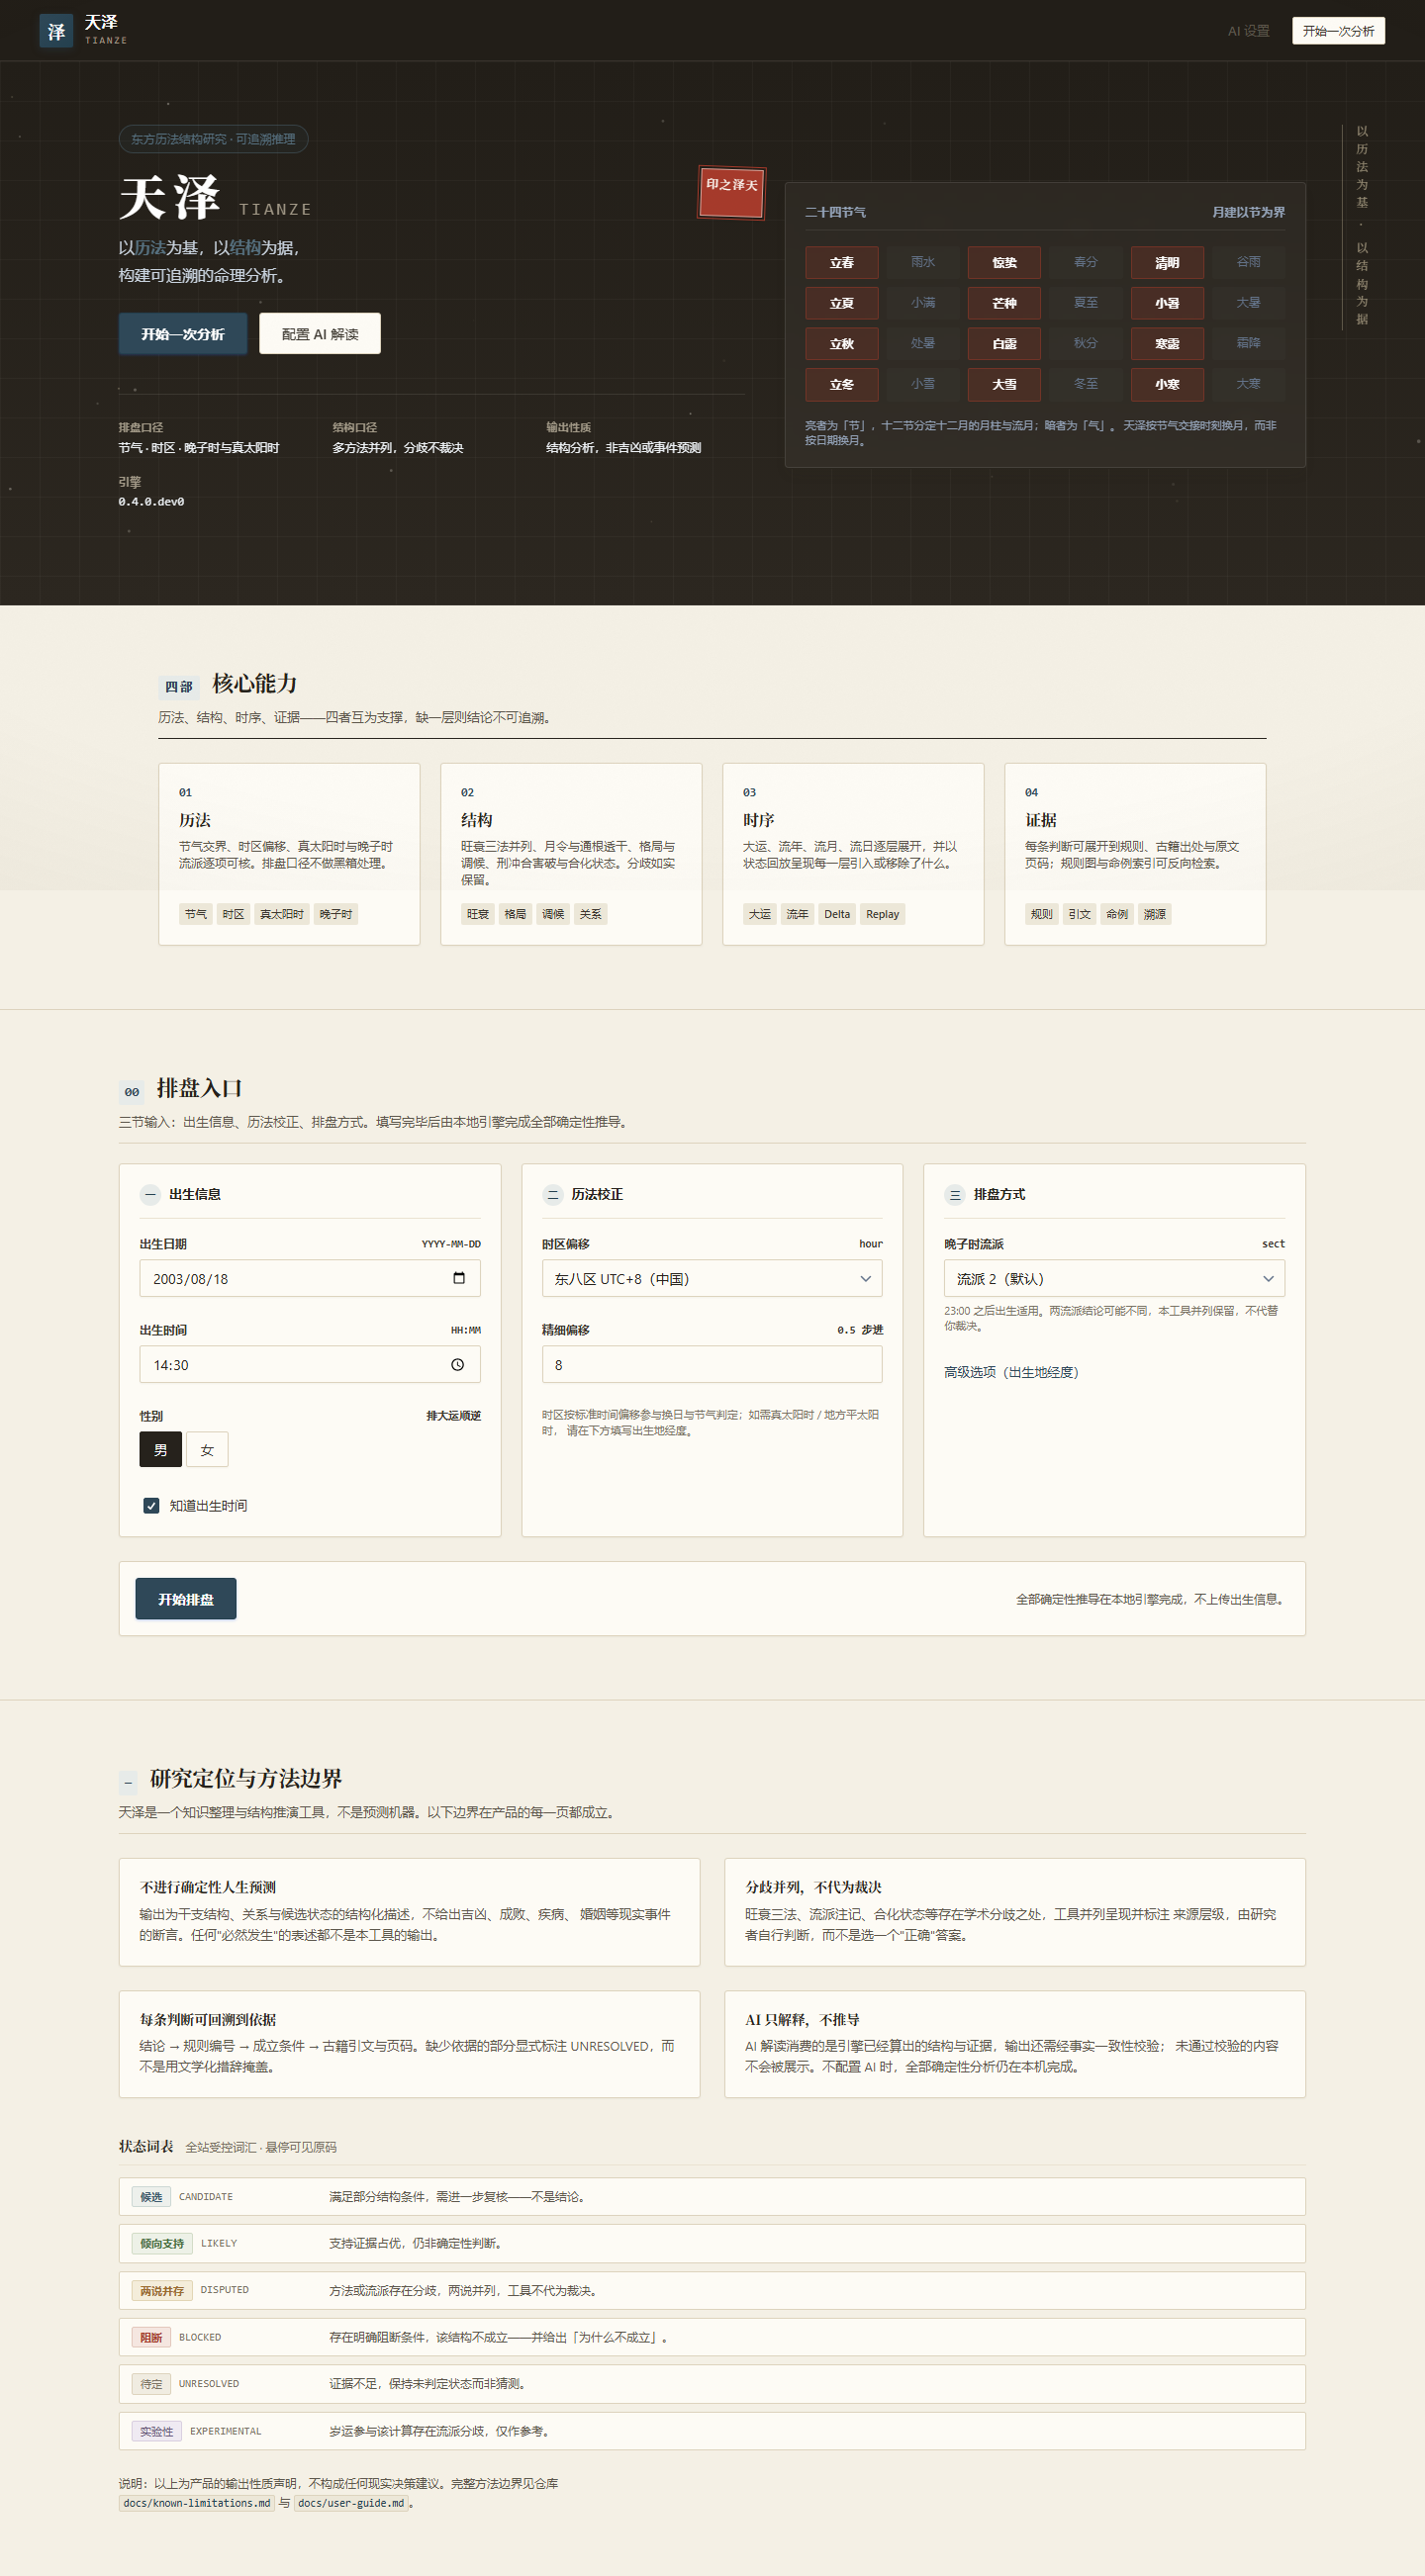 泽
天泽
TIANZE
AI 设置
开始一次分析
东方历法结构研究 · 可追溯推理
天泽 TIANZE
以历法为基，以结构为据，
构建可追溯的命理分析。
开始一次分析
配置 AI 解读
印之泽天
排盘口径
节气 · 时区 · 晚子时与真太阳时
结构口径
多方法并列，分歧不裁决
输出性质
结构分析，非吉凶或事件预测
引擎
0.4.0.dev0
二十四节气
月建以节为界
立春 雨水 惊蛰 春分 清明 谷雨
立夏 小满 芒种 夏至 小暑 大暑
立秋 处暑 白露 秋分 寒露 霜降
立冬 小雪 大雪 冬至 小寒 大寒
亮者为「节」，十二节分定十二月的月柱与流月；暗者为「气」。 天泽按节气交接时刻换月，而非
按日期换月。
以历法为基 · 以结构为据
四部 核心能力
历法、结构、时序、证据——四者互为支撑，缺一层则结论不可追溯。
01
历法
节气交界、时区偏移、真太阳时与晚子时
流派逐项可核。排盘口径不做黑箱处理。
节气 时区 真太阳时 晚子时
02
结构
旺衰三法并列、月令与通根透干、格局与
调候、刑冲合害破与合化状态。分歧如实
保留。
旺衰 格局 调候 关系
03
时序
大运、流年、流月、流日逐层展开，并以
状态回放呈现每一层引入或移除了什么。
大运 流年 Delta Replay
04
证据
每条判断可展开到规则、古籍出处与原文
页码；规则图与命例索引可反向检索。
规则 引文 命例 溯源
00 排盘入口
三节输入：出生信息、历法校正、排盘方式。填写完毕后由本地引擎完成全部确定性推导。
一 出生信息
出生日期 YYYY-MM-DD
2003/08/18
出生时间 HH:MM
14:30
性别 排大运顺逆
男 女
知道出生时间
二 历法校正
时区偏移 hour
东八区 UTC+8（中国）
精细偏移 0.5 步进
8
时区按标准时间偏移参与换日与节气判定；如需真太阳时 / 地方平太阳
时， 请在下方填写出生地经度。
三 排盘方式
晚子时流派 sect
流派 2（默认）
23:00 之后出生适用。两流派结论可能不同，本工具并列保留，不代替
你裁决。
高级选项（出生地经度）
开始排盘
全部确定性推导在本地引擎完成，不上传出生信息。
— 研究定位与方法边界
天泽是一个知识整理与结构推演工具，不是预测机器。以下边界在产品的每一页都成立。
不进行确定性人生预测
输出为干支结构、关系与候选状态的结构化描述，不给出吉凶、成败、疾病、 婚姻等现实事件
的断言。任何"必然发生"的表述都不是本工具的输出。
分歧并列，不代为裁决
旺衰三法、流派注记、合化状态等存在学术分歧之处，工具并列呈现并标注 来源层级，由研究
者自行判断，而不是选一个"正确"答案。
每条判断可回溯到依据
结论 → 规则编号 → 成立条件 → 古籍引文与页码。缺少依据的部分显式标注 UNRESOLVED，而
不是用文学化措辞掩盖。
AI 只解释，不推导
AI 解读消费的是引擎已经算出的结构与证据，输出还需经事实一致性校验； 未通过校验的内容
不会被展示。不配置 AI 时，全部确定性分析仍在本机完成。
状态词表 全站受控词汇 · 悬停可见原码
候选 CANDIDATE 满足部分结构条件，需进一步复核——不是结论。
倾向支持 LIKELY 支持证据占优，仍非确定性判断。
两说并存 DISPUTED 方法或流派存在分歧，两说并列，工具不代为裁决。
阻断 BLOCKED 存在明确阻断条件，该结构不成立——并给出「为什么不成立」。
待定 UNRESOLVED 证据不足，保持未判定状态而非猜测。
实验性 EXPERIMENTAL 岁运参与该计算存在流派分歧，仅作参考。
说明：以上为产品的输出性质声明，不构成任何现实决策建议。完整方法边界见仓库
docs/known-limitations.md 与 docs/user-guide.md。